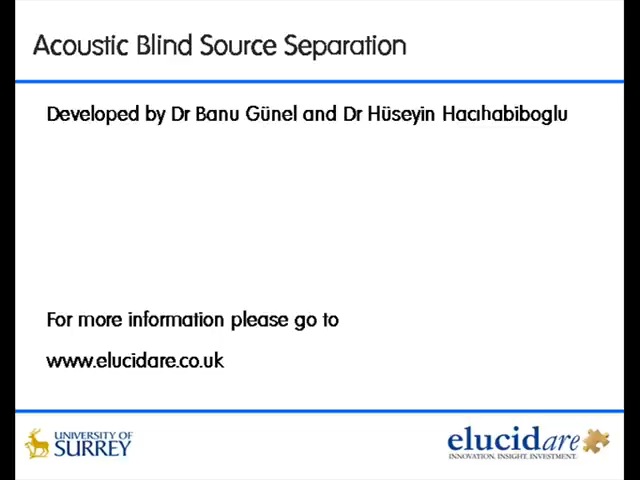 Acoustic Blind Source Separation
Developed by Dr Banu Günel and Dr Hüseyin Hacıhabiboglu
For more information please go to
www.elucidare.co.uk
UNIVERSITY OF
SURREY
elucidare
INNOVATION. INSIGHT. INVESTMENT.